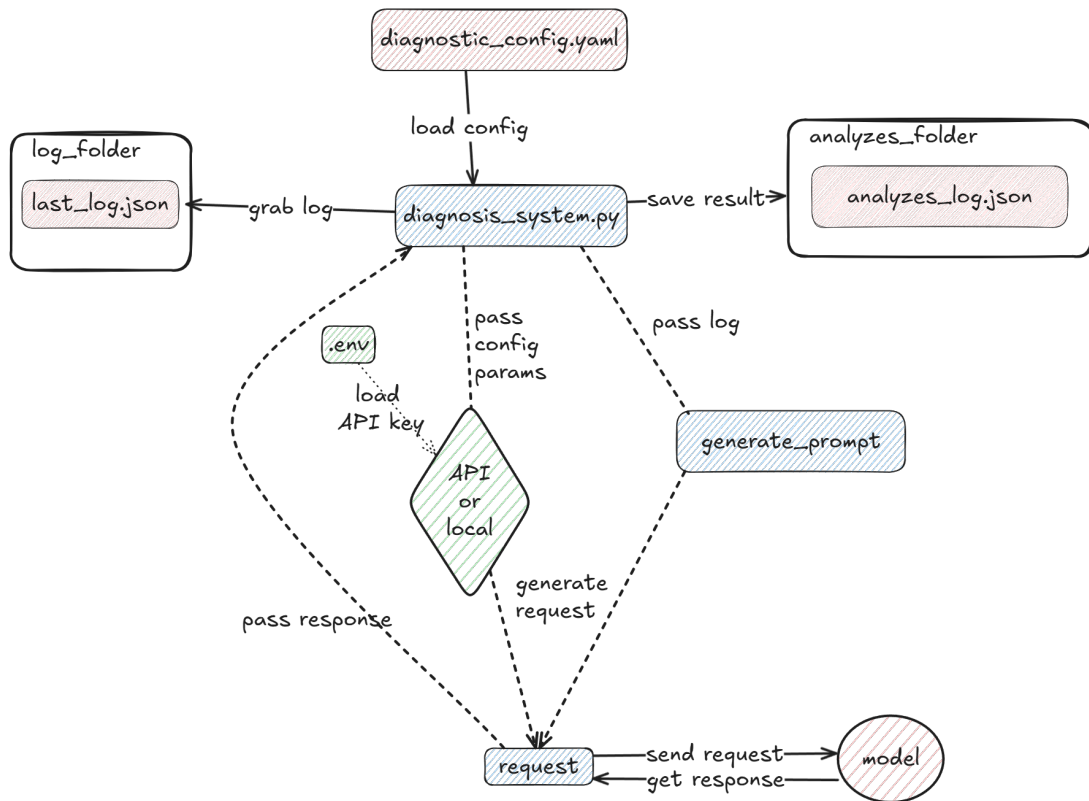 diagnostic_config.yaml
load config
log_folder
last_log.json
grab log
diagnosis_system.py
save result
analyzes_folder
analyzes_log.json
.env
load
API key
pass
config
params
pass log
generate_prompt
API
or
local
generate
request
pass response
request
send request
get response
model